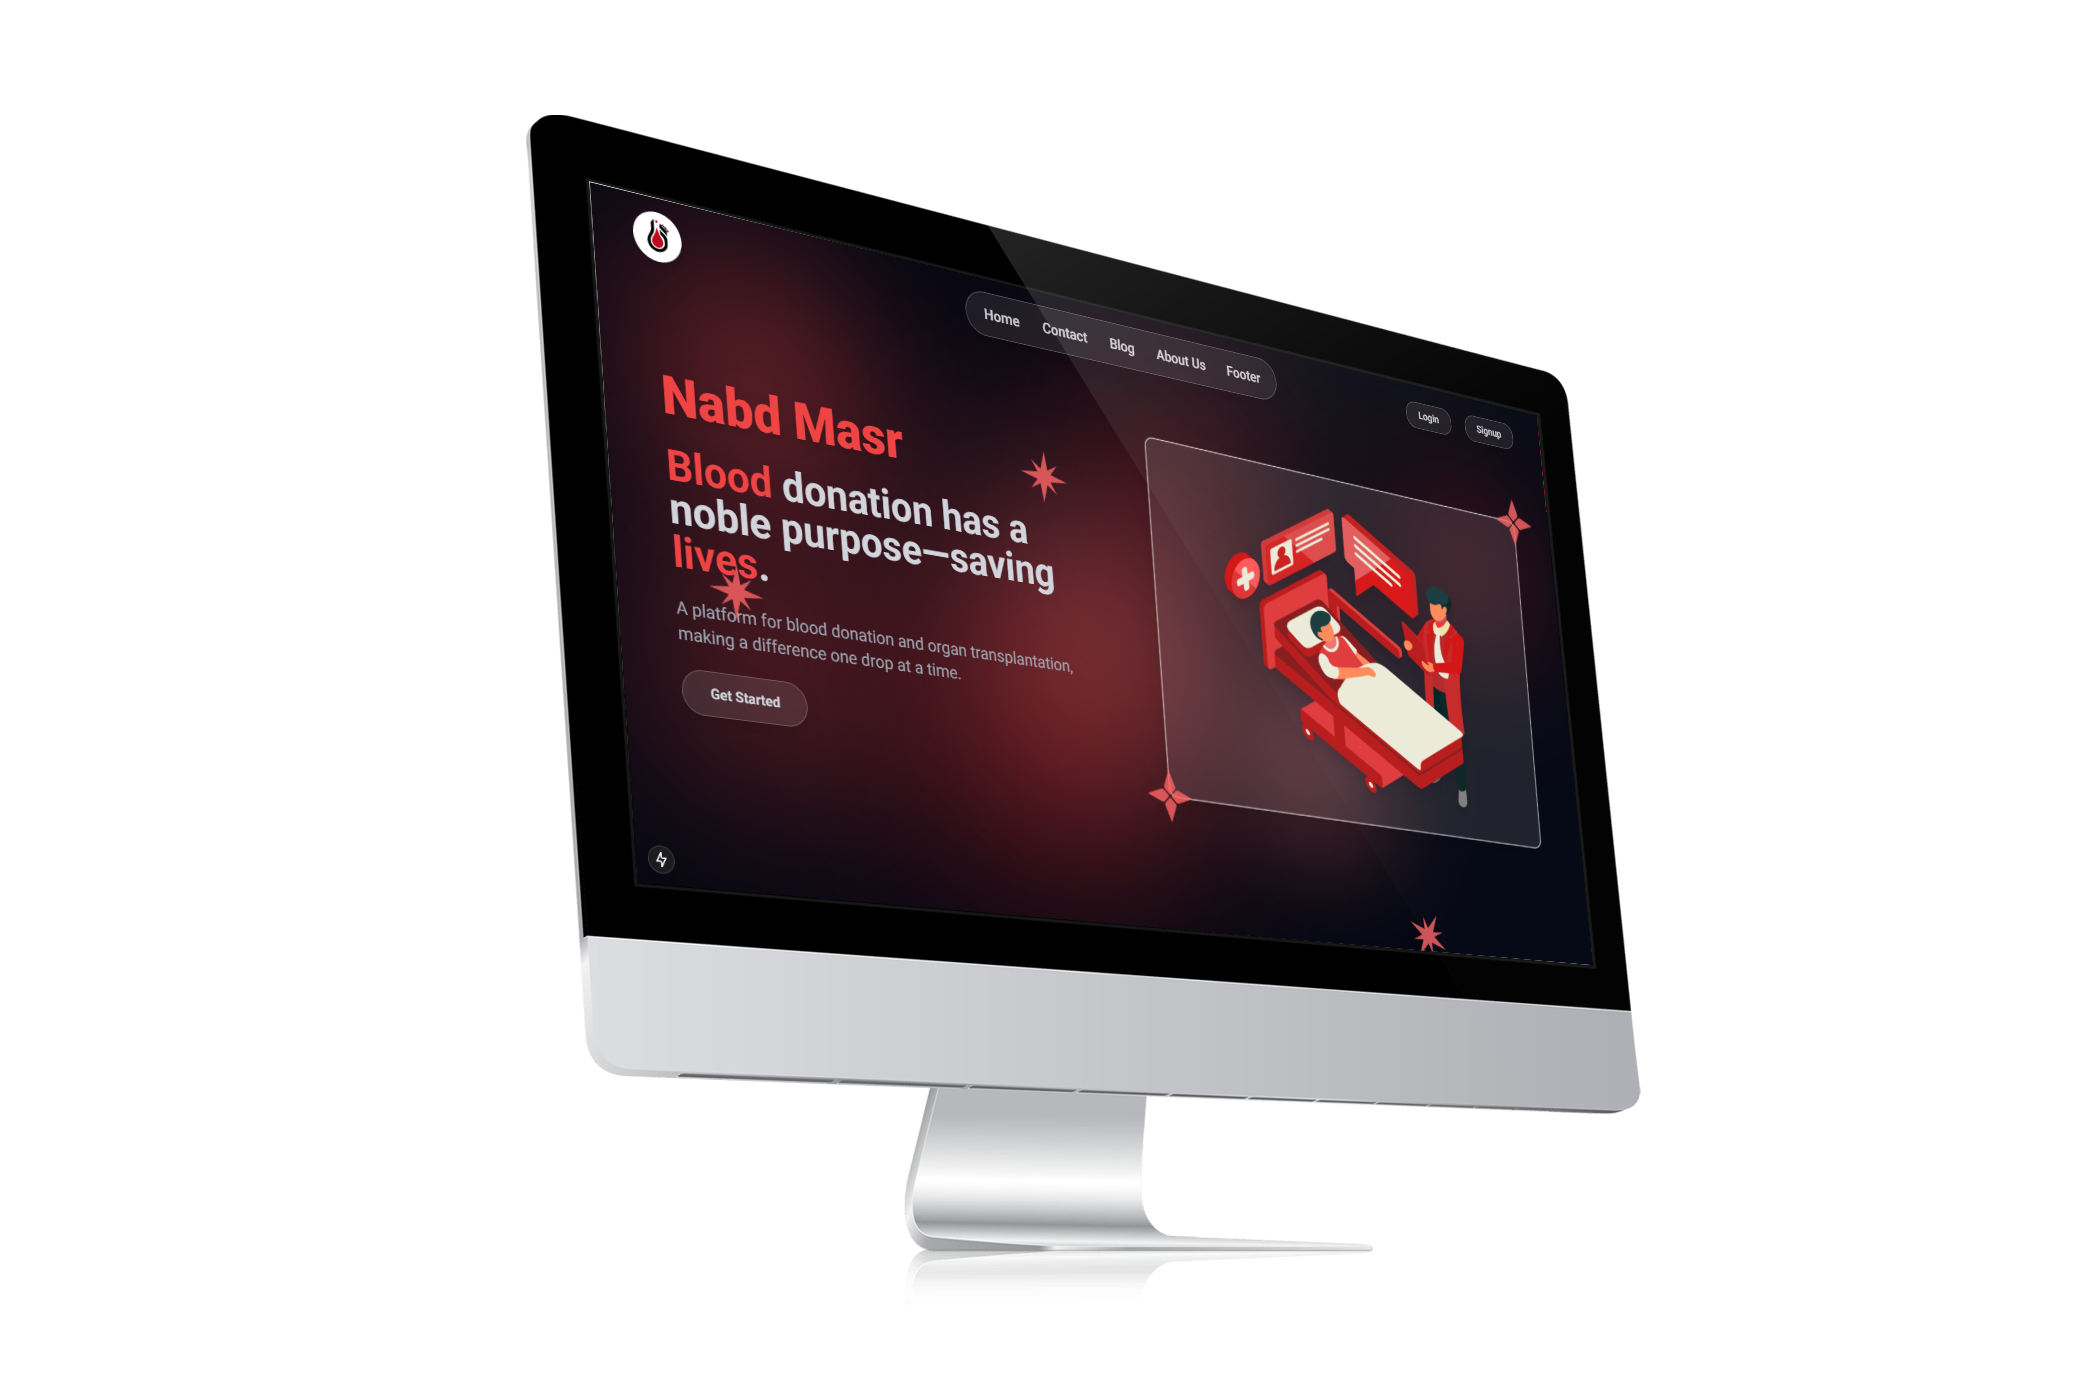 Home Contact Blog About Us Footer
Login Signup
Nabd Masr
Blood donation has a
noble purpose—saving
lives.
A platform for blood donation and organ transplantation,
making a difference one drop at a time.
Get Started